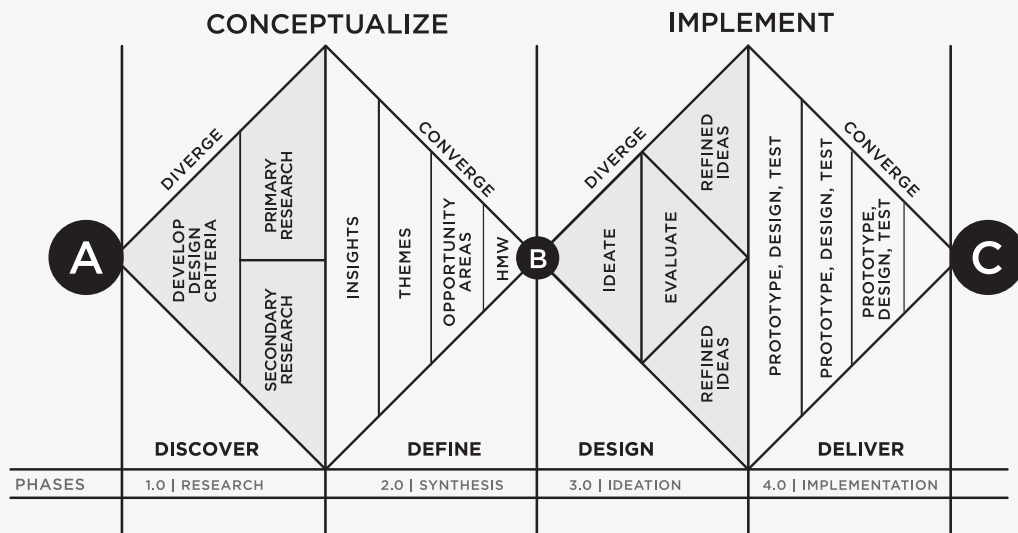 CONCEPTUALIZE
IMPLEMENT
DIVERGE
CONVERGE
DIVERGE
CONVERGE
A
DEVELOP
DESIGN
CRITERIA
PRIMARY
RESEARCH
SECONDARY
RESEARCH
INSIGHTS
THEMES
OPPORTUNITY
AREAS
HMW
B
IDEATE
EVALUATE
REFINED
IDEAS
REFINED
IDEAS
PROTOTYPE, DESIGN, TEST
PROTOTYPE, DESIGN, TEST
PROTOTYPE,
DESIGN, TEST
C
DISCOVER
DEFINE
DESIGN
DELIVER
PHASES
1.0 | RESEARCH
2.0 | SYNTHESIS
3.0 | IDEATION
4.0 | IMPLEMENTATION